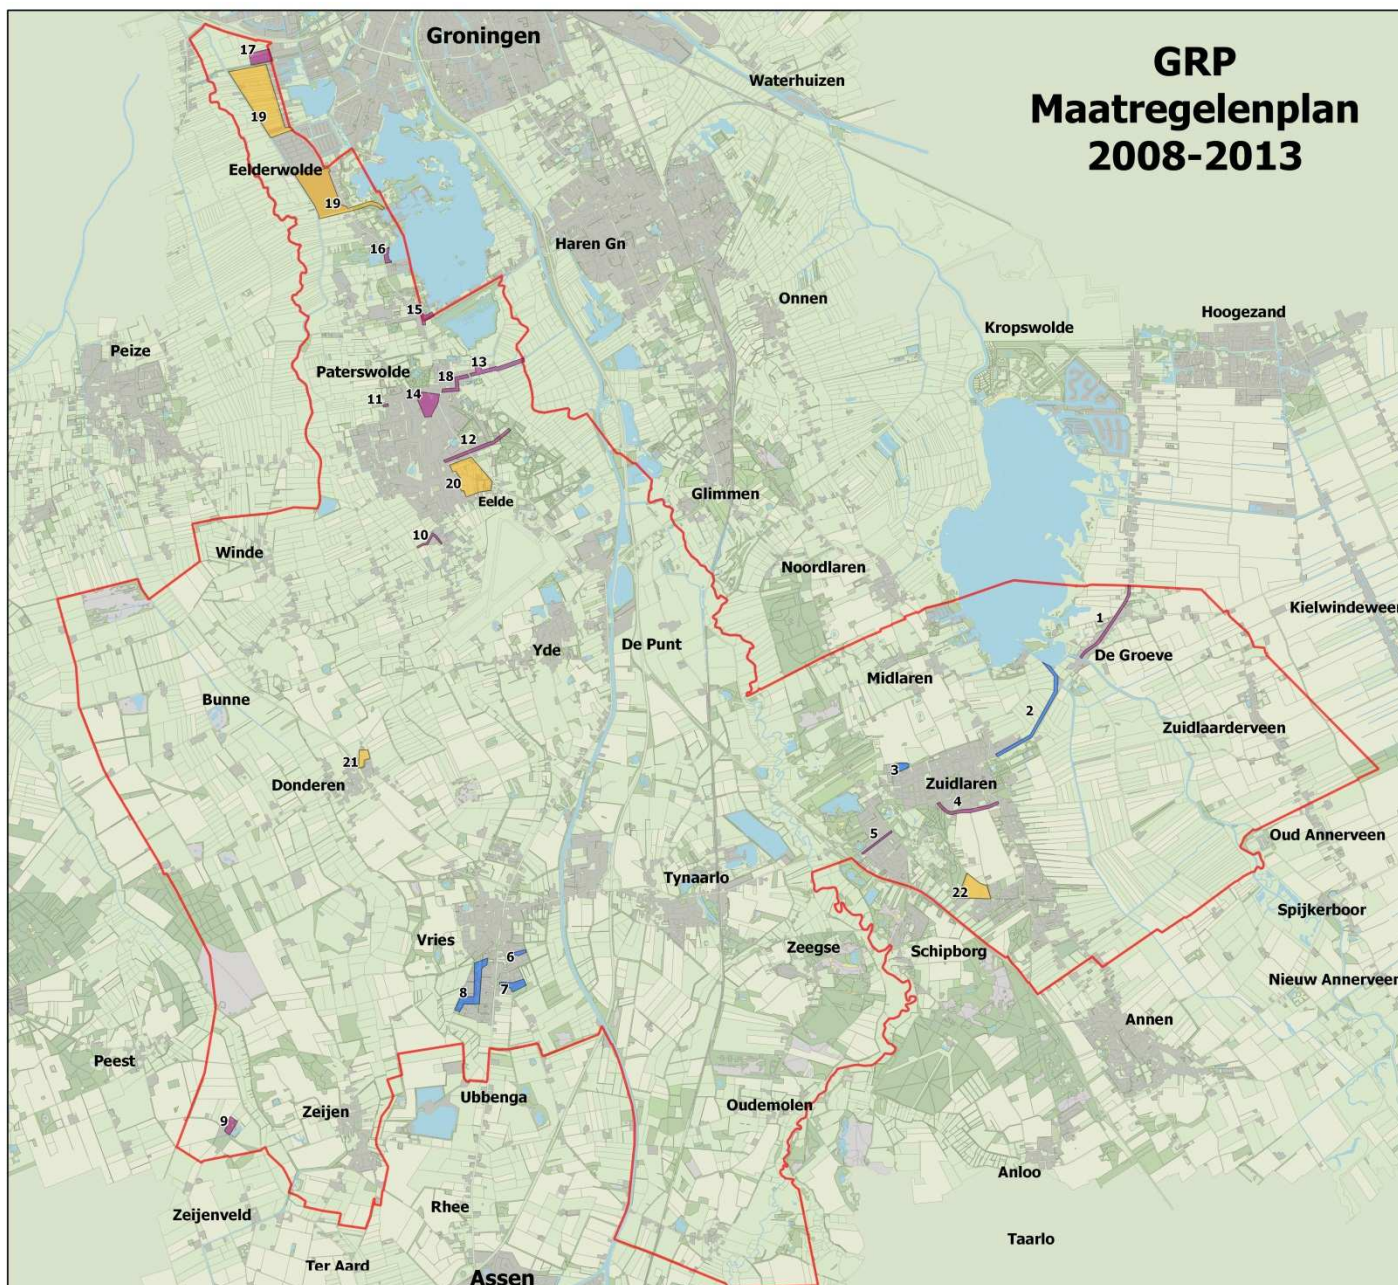 GRP
Maatregelenplan
2008-2013
Groningen
17
Waterhuizen
19
Eelderwolde
19
16
Haren Gn
Onnen
15
Kropswolde
Hoogezand
Peize
Paterswolde
13
18
14
11
12
20
Eelde
Glimmen
10
Winde
Noordlaren
Kielwindeweer
1
De Punt
Yde
De Groeve
Midlaren
Bunne
2
Zuidlaarderveen
21
Donderen
3
Zuidlaren
4
5
Oud Annerveen
Tynaarlo
22
Spijkerboor
Vries
Zeegse
Schipborg
6
7
8
Nieuw Annerveen
Annen
Peest
Ubbenga
Oudemolen
Zeijen
9
Anloo
Zeijenveld
Rhee
Taarlo
Ter Aard
Assen